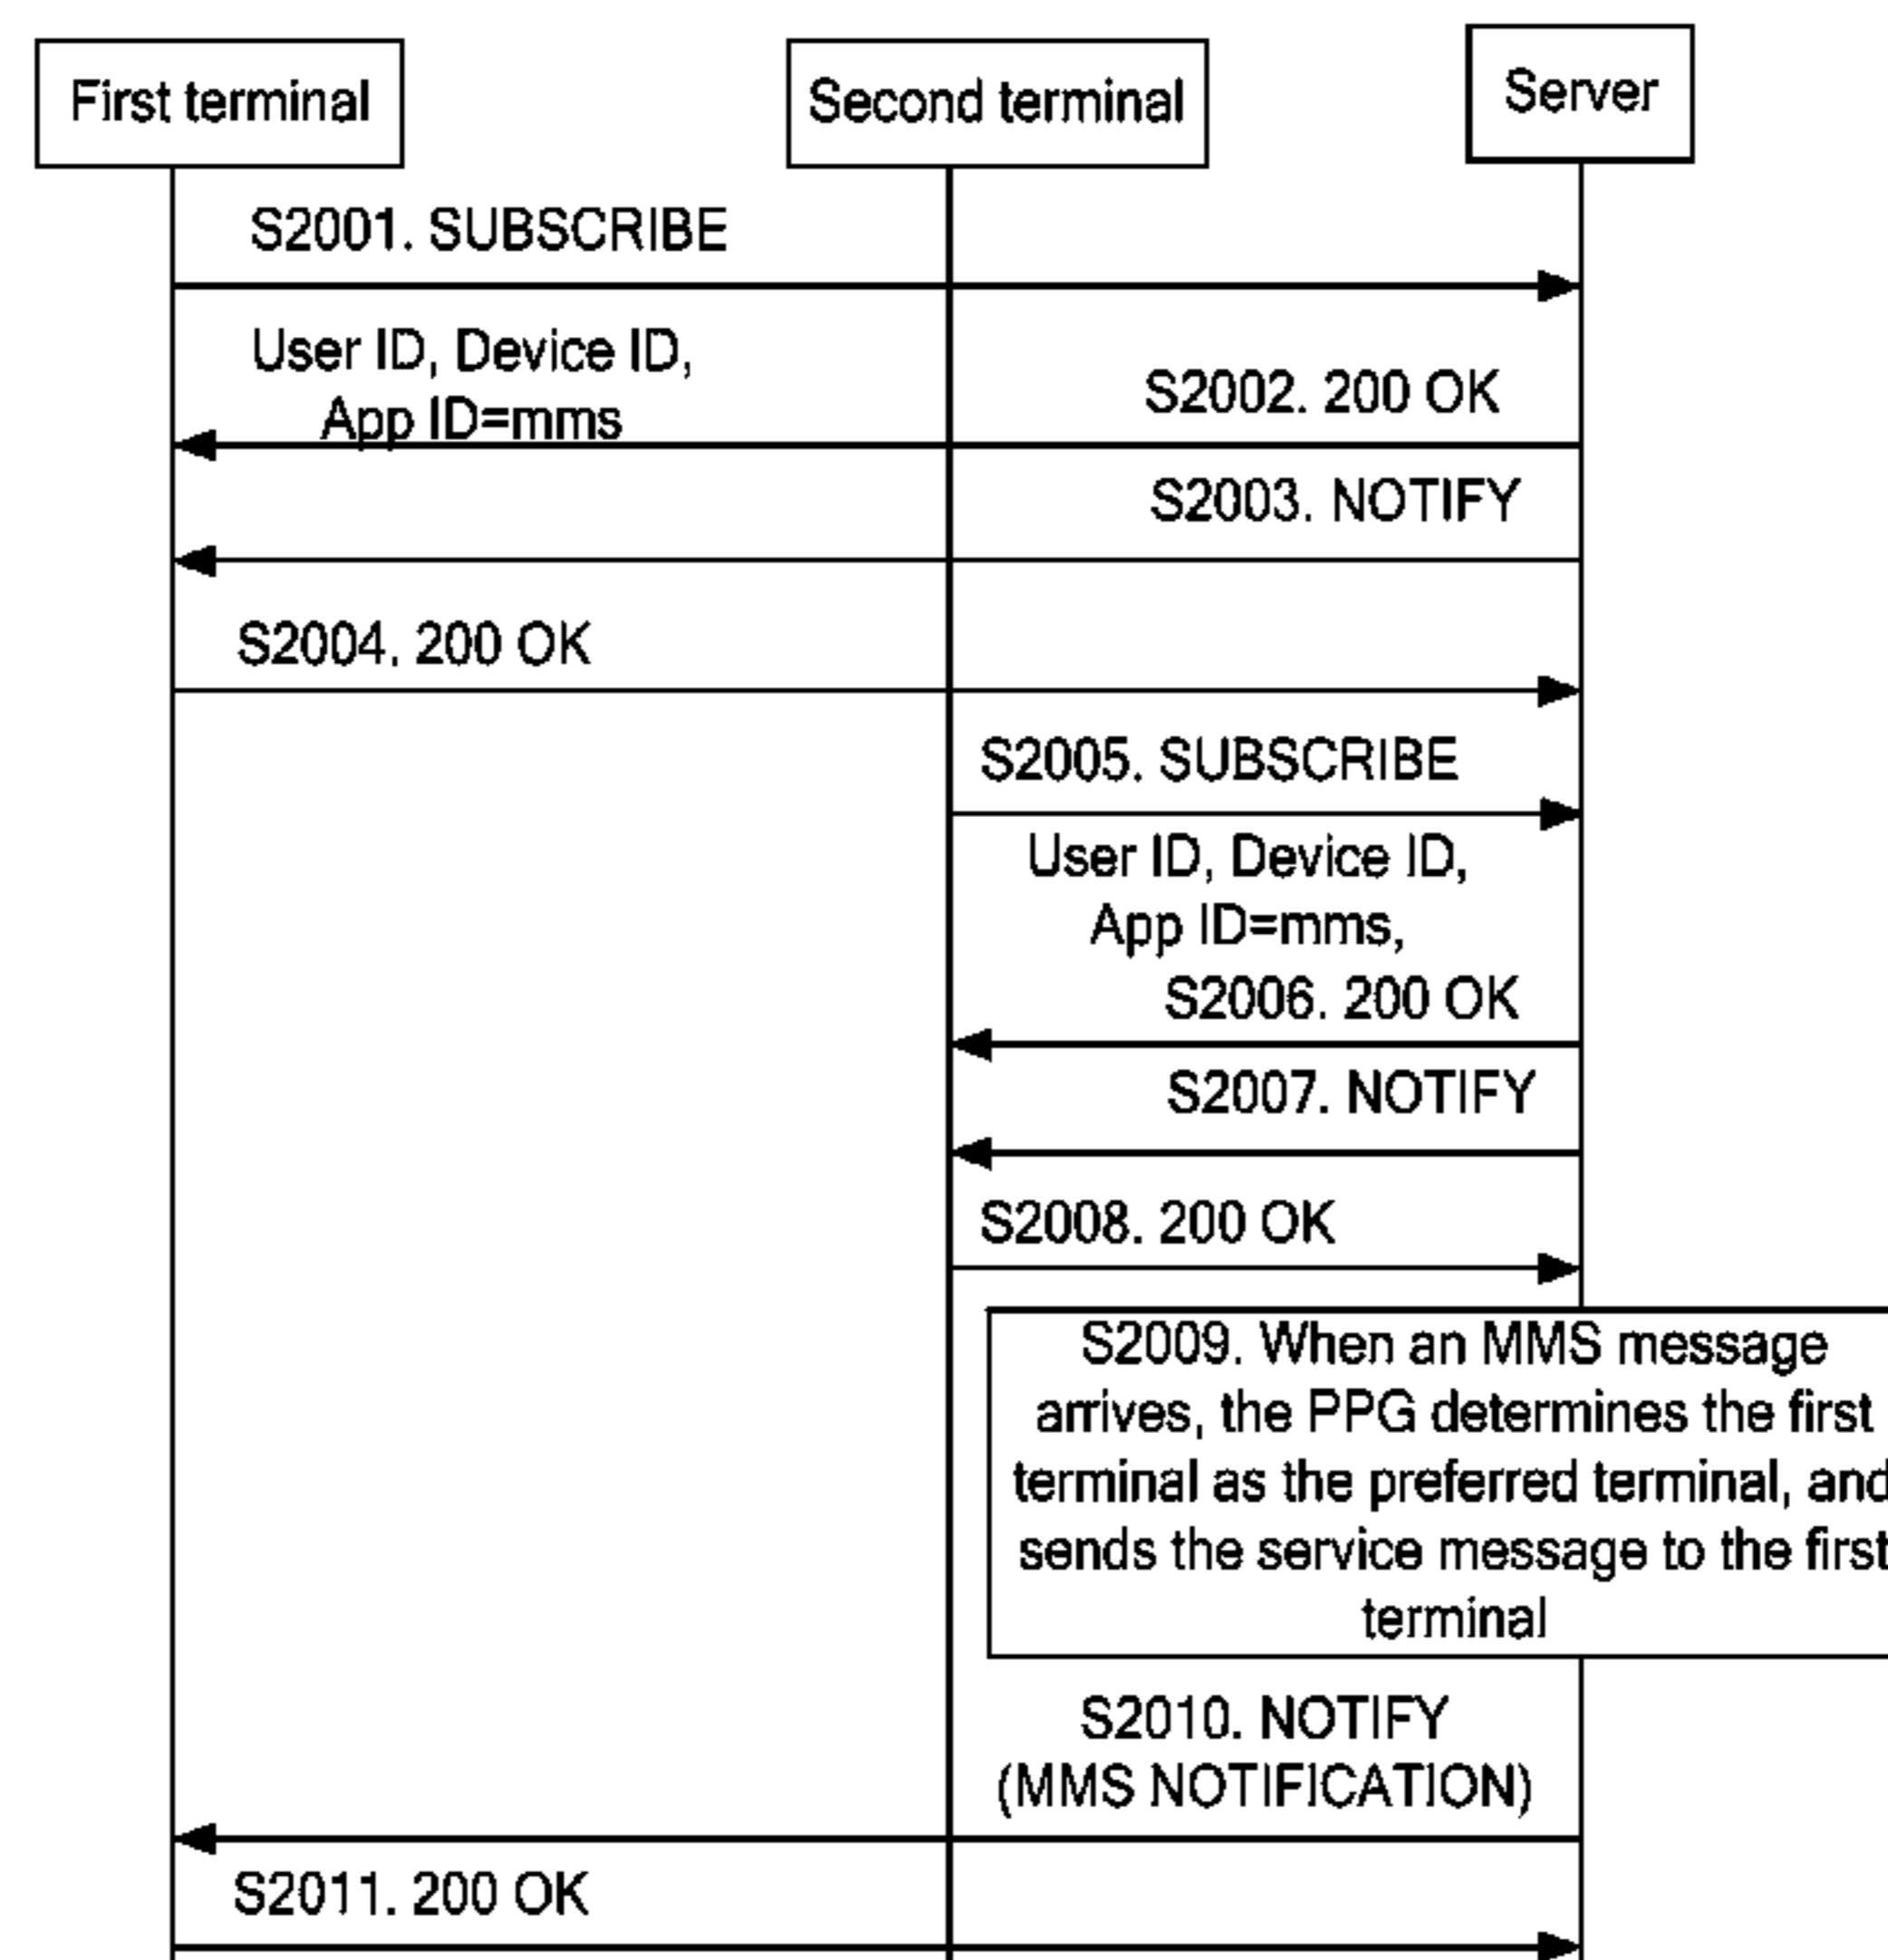 First terminal
Second terminal
Server
S2001. SUBSCRIBE
User ID, Device ID,
App ID=mms
S2002. 200 OK
S2003. NOTIFY
S2004. 200 OK
S2005. SUBSCRIBE
User ID, Device ID,
App ID=mms,
S2006. 200 OK
S2007. NOTIFY
S2008. 200 OK
S2009. When an MMS message
arrives, the PPG determines the first
terminal as the preferred terminal, and
sends the service message to the first
terminal
S2010. NOTIFY
(MMS NOTIFICATION)
S2011. 200 OK